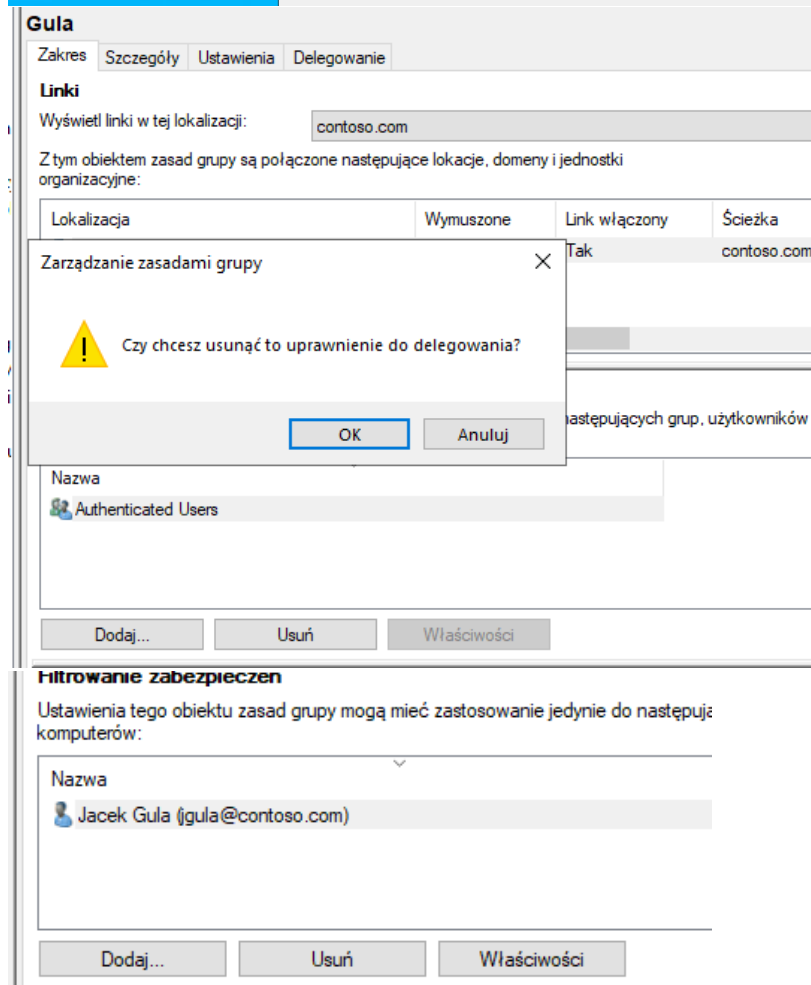 Gula
Zakres Szczegóły Ustawienia Delegowanie
Linki
Wyświetl linki w tej lokalizacji: contoso.com
Z tym obiektem zasad grupy są połączone następujące lokacje, domeny i jednostki
organizacyjne:
Lokalizacja Wymuszone Link włączony Ścieżka
Tak contoso.com
Zarządzanie zasadami grupy
Czy chcesz usunąć to uprawnienie do delegowania?
OK Anuluj
następujących grup, użytkowników
Nazwa
Authenticated Users
Dodaj... Usuń Właściwości
Filtrowanie zabezpieczeń
Ustawienia tego obiektu zasad grupy mogą mieć zastosowanie jedynie do następują
komputerów:
Nazwa
Jacek Gula (jgula@contoso.com)
Dodaj... Usuń Właściwości